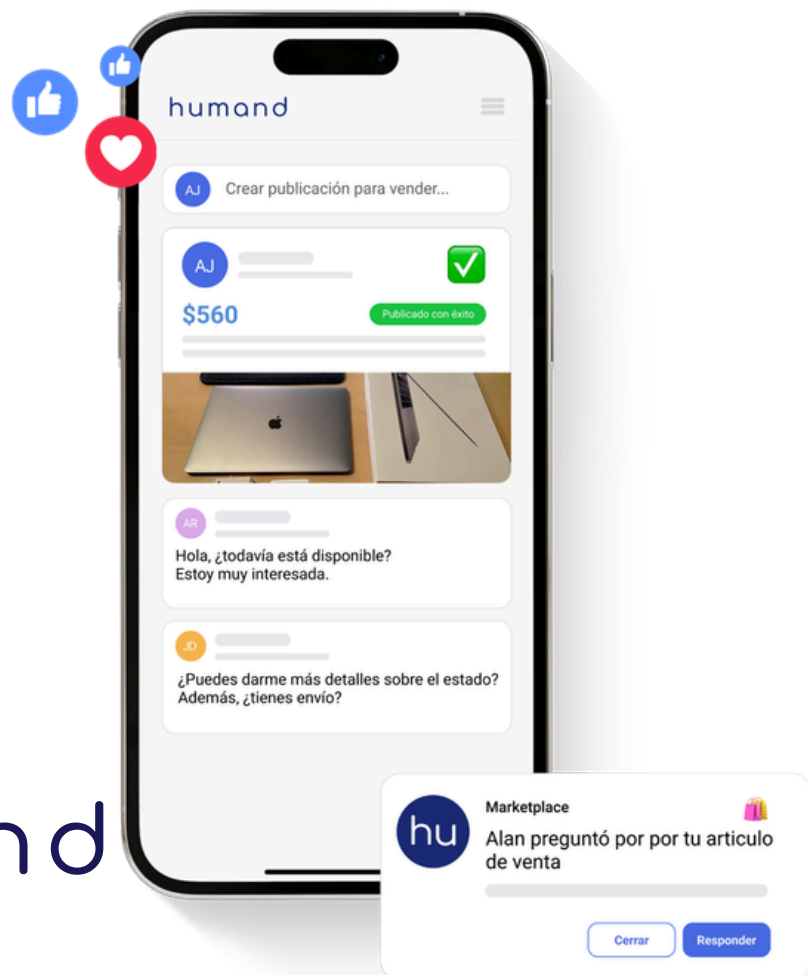 humand
AJ Crear publicación para vender...
AJ
$560
Publicado con éxito
AR
Hola, ¿todavía está disponible?
Estoy muy interesada.
JD
¿Puedes darme más detalles sobre el estado?
Además, ¿tienes envío?
nd
hu
Marketplace
Alan preguntó por por tu articulo
de venta
Cerrar Responder